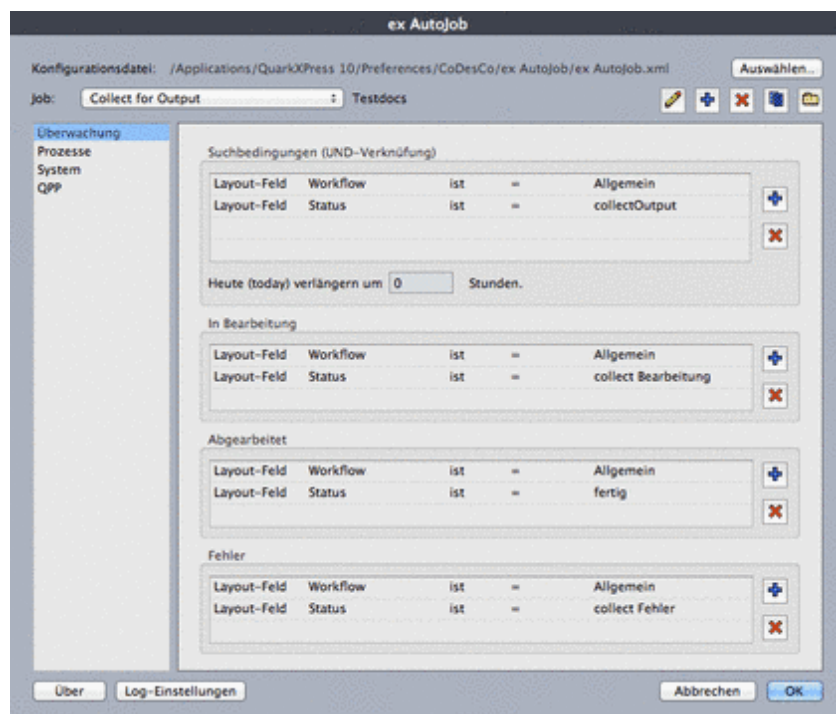 ex AutoJob
Konfigurationsdatei: /Applications/QuarkXPress 10/Preferences/CoDesCo/ex AutoJob/ex AutoJob.xml Auswählen...
Job: Collect for Output Testdocs
Überwachung
Prozesse
System
QPP
Suchbedingungen (UND-Verknüfung)
Layout-Feld Workflow ist = Allgemein
Layout-Feld Status ist = collectOutput
Heute (today) verlängern um 0 Stunden.
In Bearbeitung
Layout-Feld Workflow ist = Allgemein
Layout-Feld Status ist = collect Bearbeitung
Abgearbeitet
Layout-Feld Workflow ist = Allgemein
Layout-Feld Status ist = fertig
Fehler
Layout-Feld Workflow ist = Allgemein
Layout-Feld Status ist = collect Fehler
Über Log-Einstellungen Abbrechen OK